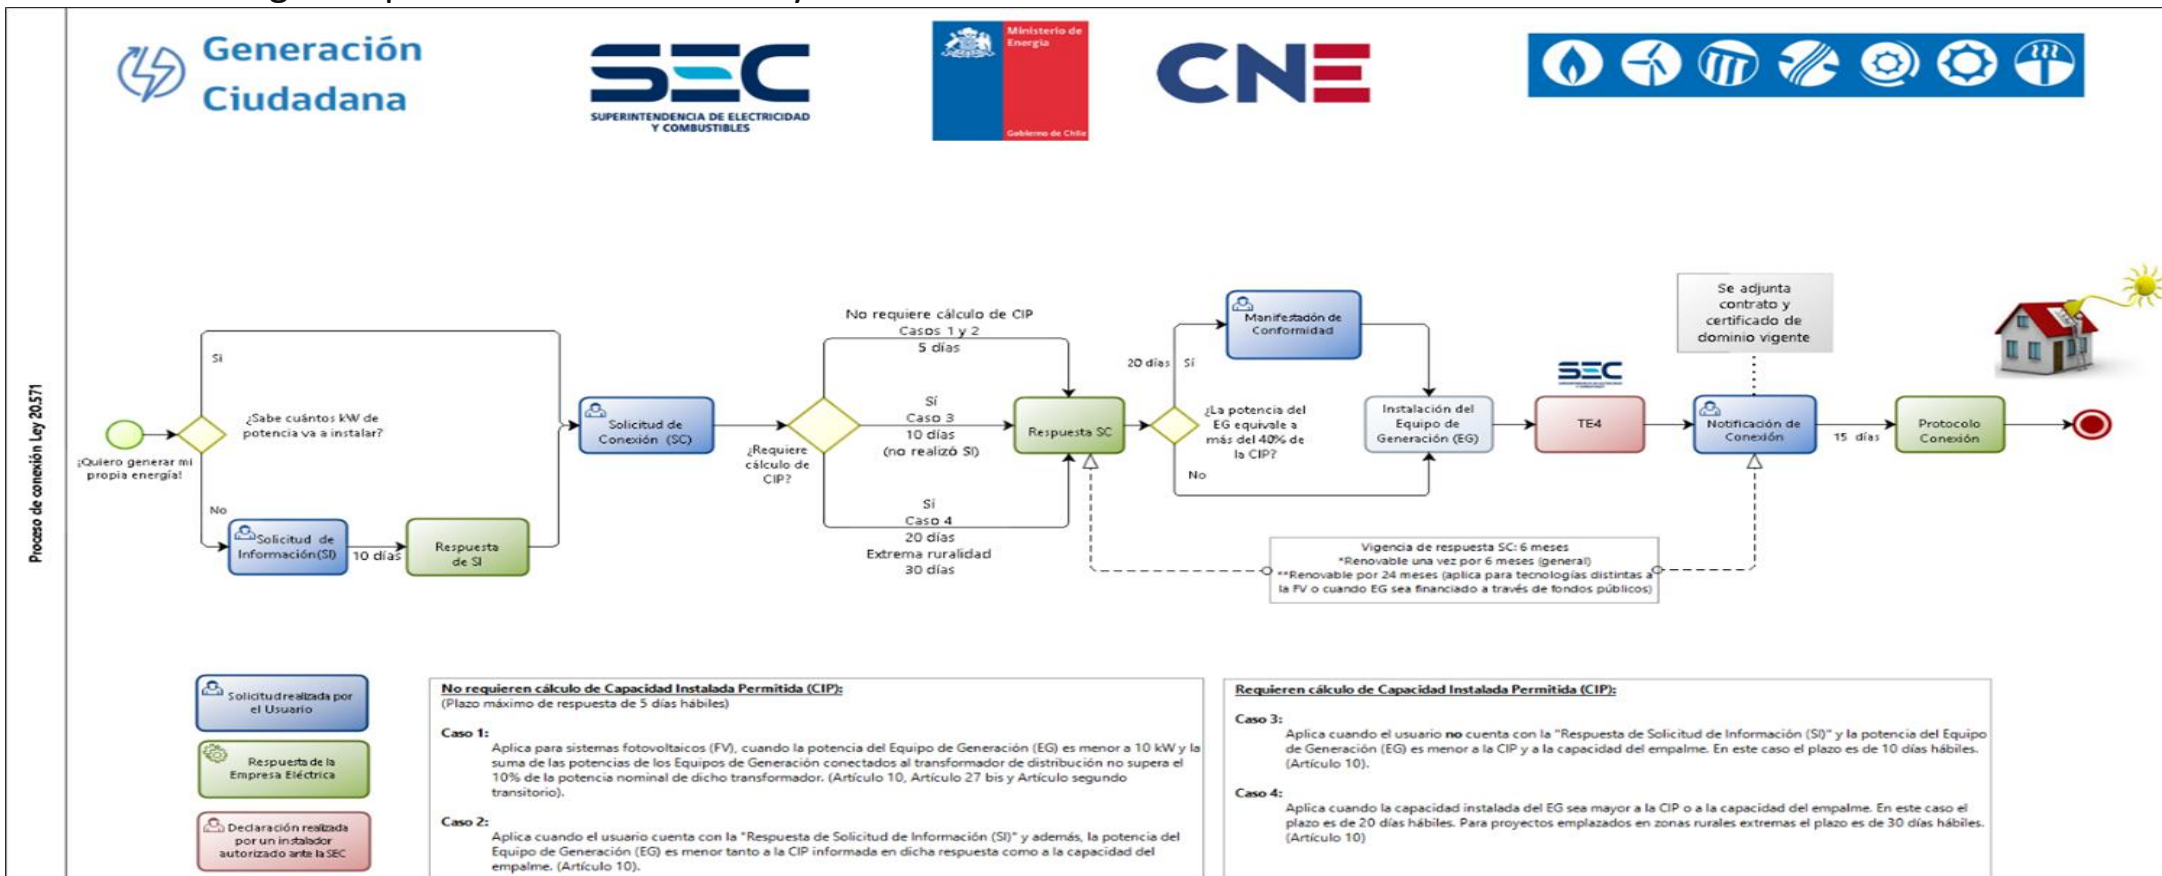 Generación
Ciudadana
SEC
SUPERINTENDENCIA DE ELECTRICIDAD
Y COMBUSTIBLES
Ministerio de
Energía
Gobierno de Chile
CNE
Proceso de conexión Ley 20.571
¡Quiero generar mi
propia energía!
Si
¿Sabe cuántos kW de
potencia va a instalar?
No
Solicitud de
Información(SI)
10 días
Respuesta
de SI
Solicitud de
Conexión (SC)
¿Requiere
cálculo de
CIP?
No requiere cálculo de CIP
Casos 1 y 2
5 días
Sí
Caso 3
10 días
(no realizó SI)
Sí
Caso 4
20 días
Extrema ruralidad
30 días
Respuesta SC
20 días
Sí
¿La potencia del
EG equivale a
más del 40% de
la CIP?
No
Manifestación de
Conformidad
Instalación del
Equipo de
Generación (EG)
SEC
TE4
Se adjunta
contrato y
certificado de
dominio vigente
Notificación de
Conexión
15 días
Protocolo
Conexión
Vigencia de respuesta SC: 6 meses
*Renovable una vez por 6 meses (general)
**Renovable por 24 meses (aplica para tecnologías distintas a
la FV o cuando EG sea financiado a través de fondos públicos)
Solicitud realizada por
el Usuario
Respuesta de la
Empresa Eléctrica
Declaración realizada
por un instalador
autorizado ante la SEC
No requieren cálculo de Capacidad Instalada Permitida (CIP):
(Plazo máximo de respuesta de 5 días hábiles)
Caso 1:
Aplica para sistemas fotovoltaicos (FV), cuando la potencia del Equipo de Generación (EG) es menor a 10 kW y la
suma de las potencias de los Equipos de Generación conectados al transformador de distribución no supera el
10% de la potencia nominal de dicho transformador. (Artículo 10, Artículo 27 bis y Artículo segundo
transitorio).
Caso 2:
Aplica cuando el usuario cuenta con la "Respuesta de Solicitud de Información (SI)" y además, la potencia del
Equipo de Generación (EG) es menor tanto a la CIP informada en dicha respuesta como a la capacidad del
empalme. (Artículo 10).
Requieren cálculo de Capacidad Instalada Permitida (CIP):
Caso 3:
Aplica cuando el usuario no cuenta con la "Respuesta de Solicitud de Información (SI)" y la potencia del Equipo
de Generación (EG) es menor a la CIP y a la capacidad del empalme. En este caso el plazo es de 10 días hábiles.
(Artículo 10).
Caso 4:
Aplica cuando la capacidad instalada del EG sea mayor a la CIP o a la capacidad del empalme. En este caso el
plazo es de 20 días hábiles. Para proyectos emplazados en zonas rurales extremas el plazo es de 30 días hábiles.
(Artículo 10)